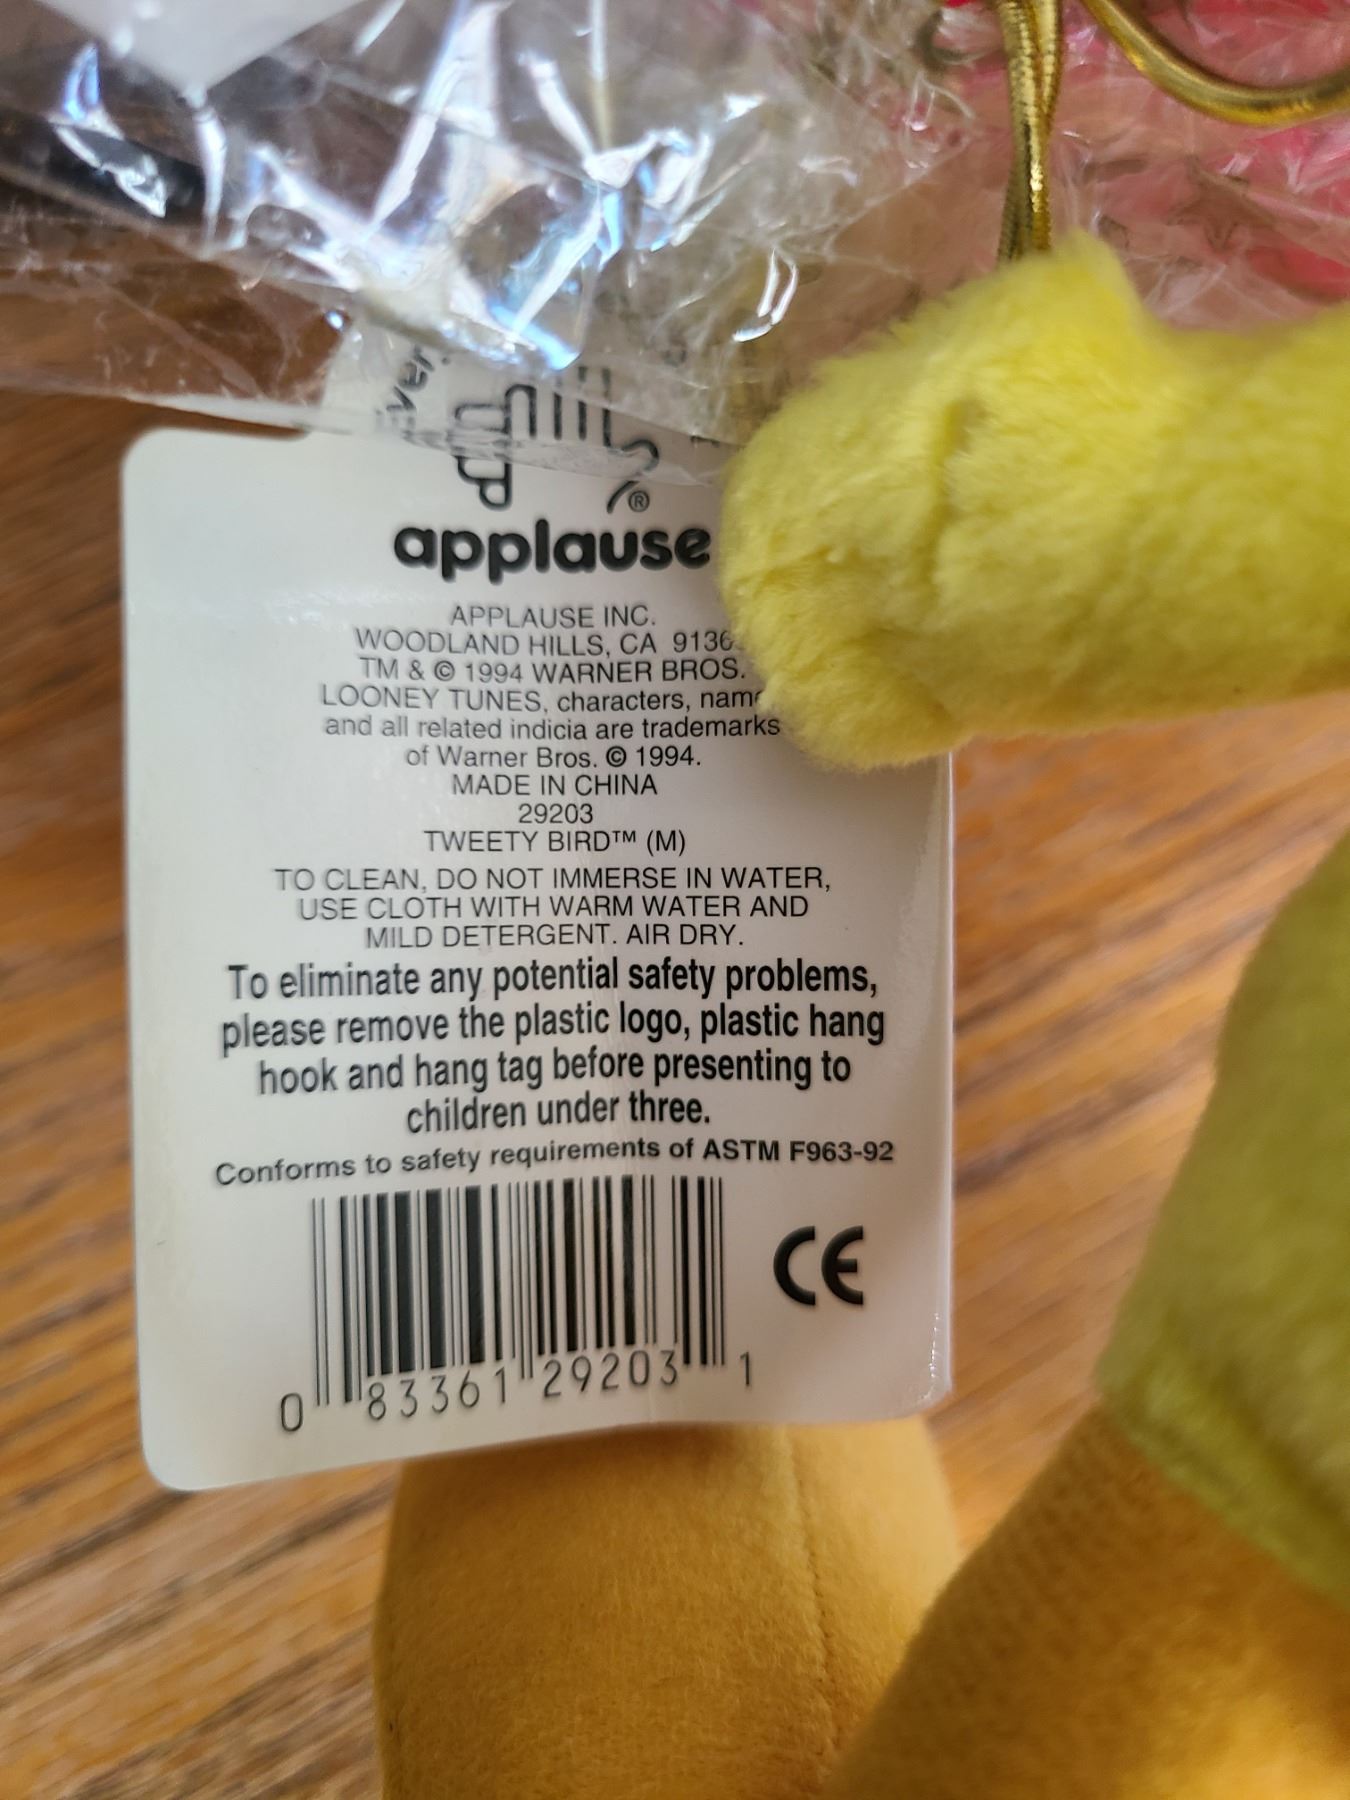 ®
applause
APPLAUSE INC.
WOODLAND HILLS, CA
TM & © 1994 WARNER BROS.
LOONEY TUNES, characters,
and all related indicia are trademarks
of Warner Bros. © 1994.
MADE IN CHINA
29203
TWEETY BIRD™ (M)
TO CLEAN, DO NOT IMMERSE IN WATER,
USE CLOTH WITH WARM WATER AND
MILD DETERGENT. AIR DRY.
To eliminate any potential safety problems,
please remove the plastic logo, plastic hang
hook and hang tag before presenting to
children under three.
Conforms to safety requirements of ASTM F963-92
CE
0 83361 29203 1